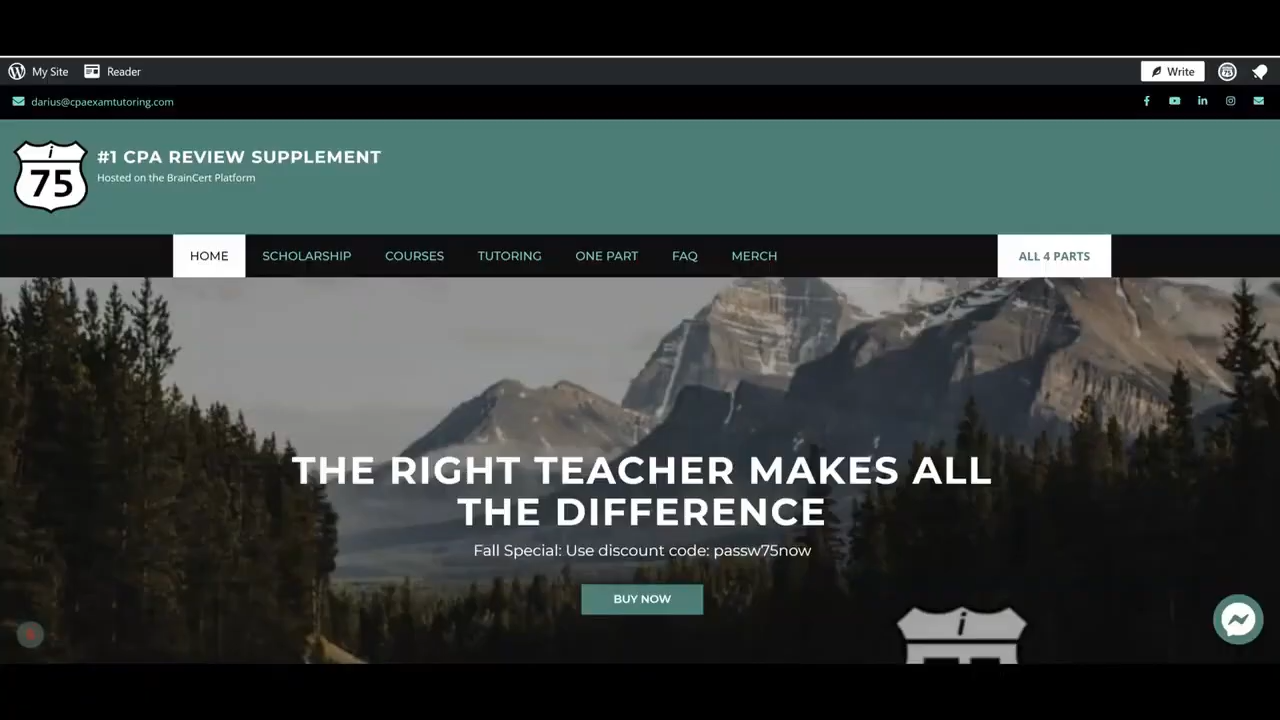 My Site Reader Write
darius@cpaexamtutoring.com
i
75
#1 CPA REVIEW SUPPLEMENT
Hosted on the BrainCert Platform
HOME SCHOLARSHIP COURSES TUTORING ONE PART FAQ MERCH ALL 4 PARTS
THE RIGHT TEACHER MAKES ALL
THE DIFFERENCE
Fall Special: Use discount code: passw75now
BUY NOW
i